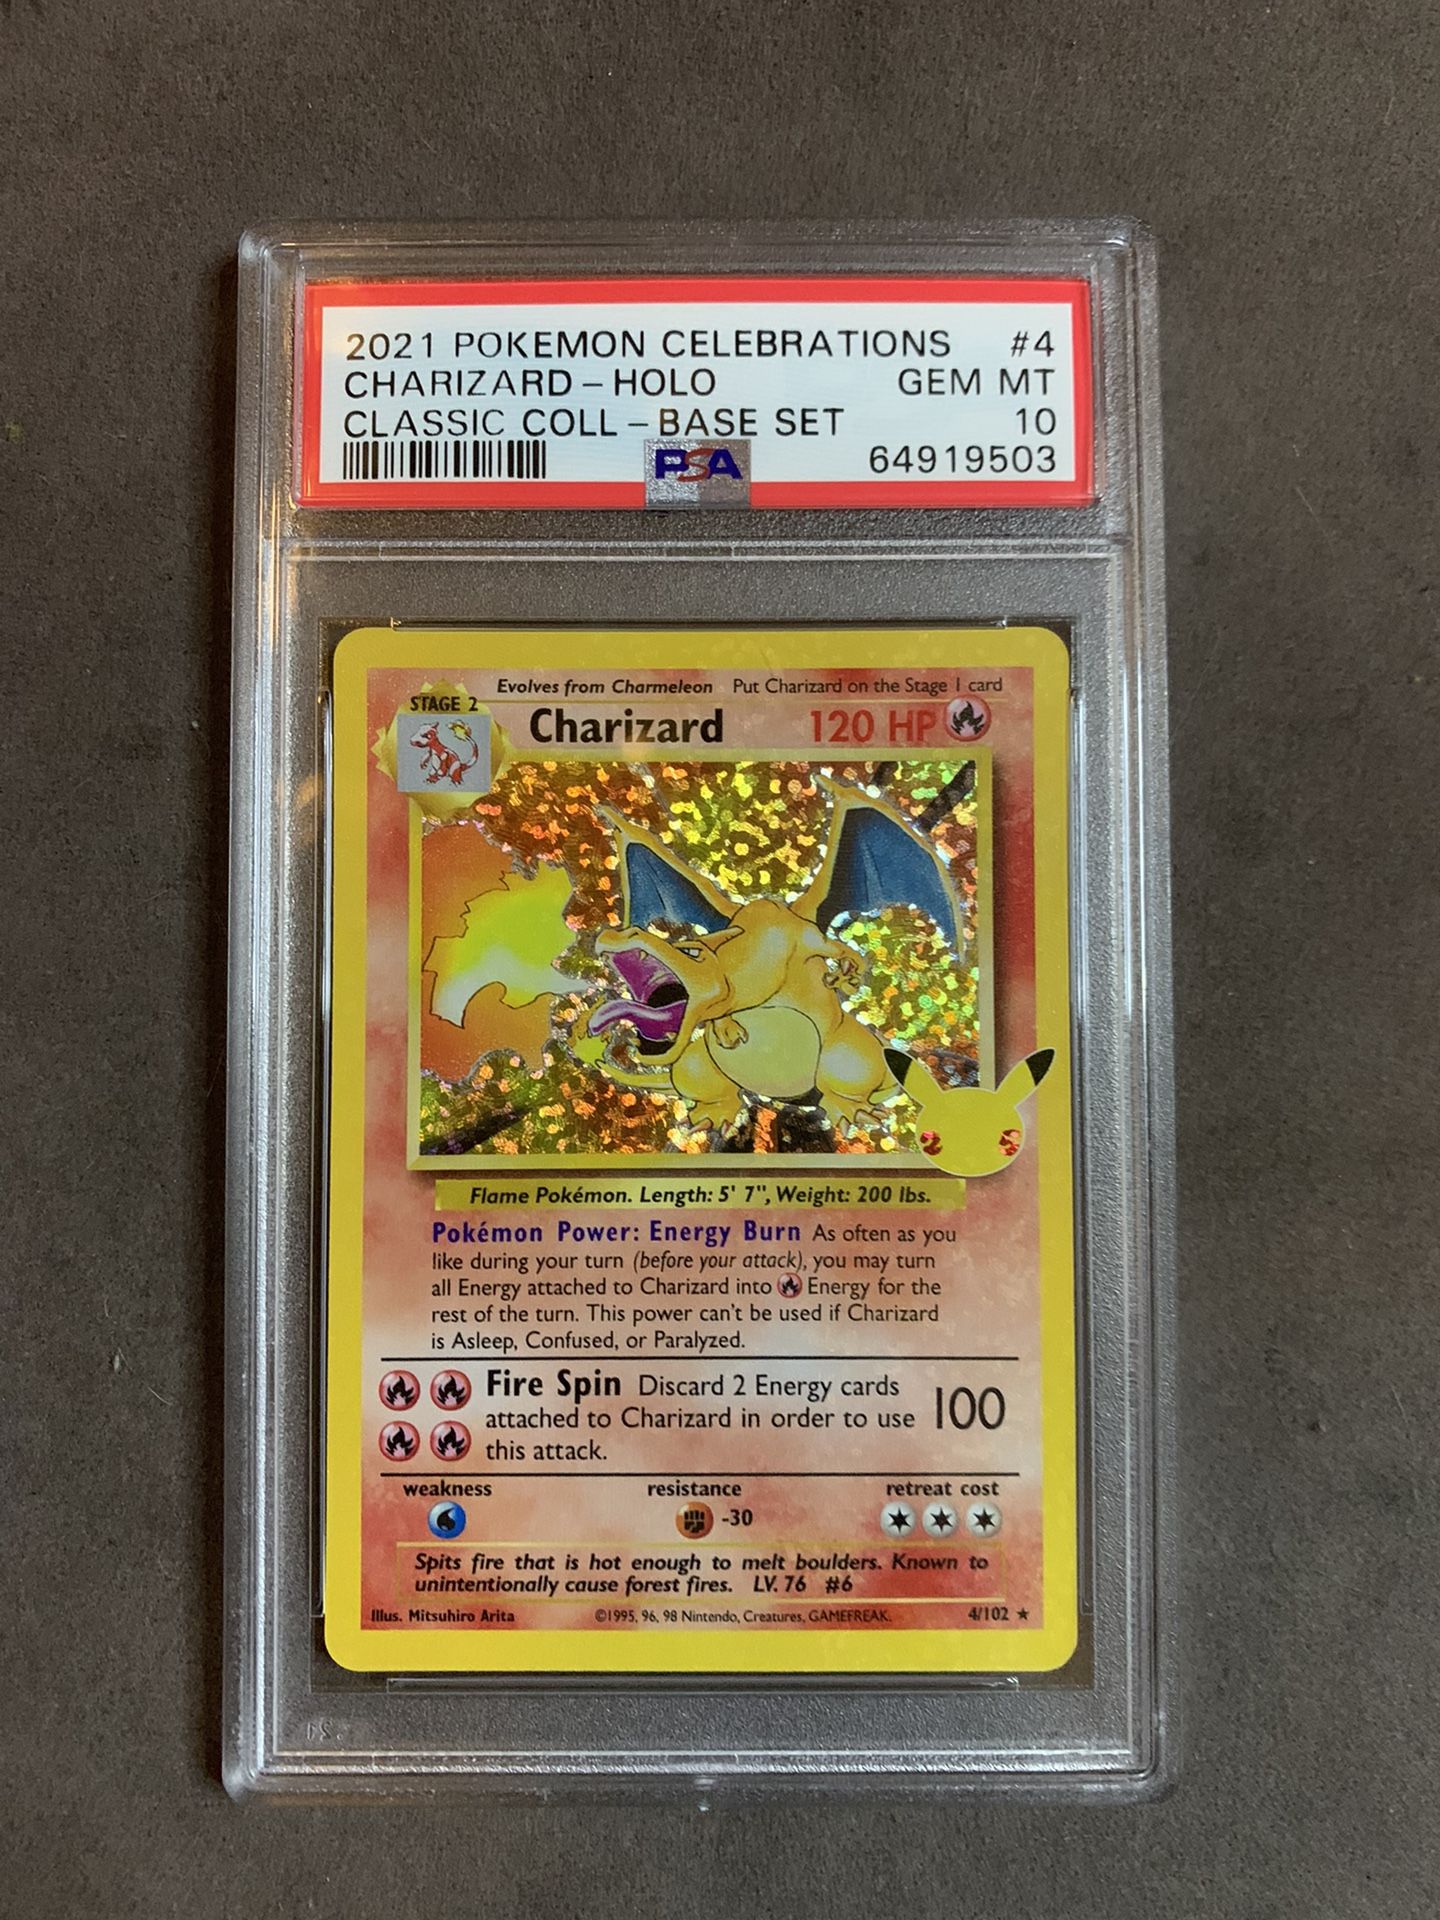 2021 POKEMON CELEBRATIONS #4
CHARIZARD - HOLO GEM MT
CLASSIC COLL - BASE SET 10
PSA 64919503
Evolves from Charmeleon Put Charizard on the Stage 1 card
STAGE 2
Charizard 120 HP
Flame Pokémon. Length: 5' 7", Weight: 200 lbs.
Pokémon Power: Energy Burn As often as you
like during your turn (before your attack), you may turn
all Energy attached to Charizard into Energy for the
rest of the turn. This power can't be used if Charizard
is Asleep, Confused, or Paralyzed.
Fire Spin Discard 2 Energy cards
attached to Charizard in order to use 100
this attack.
weakness resistance retreat cost
-30
Spits fire that is hot enough to melt boulders. Known to
unintentionally cause forest fires. LV. 76 #6
Illus. Mitsuhiro Arita ©1995, 96, 98 Nintendo, Creatures, GAMEFREAK. 4/102 ★